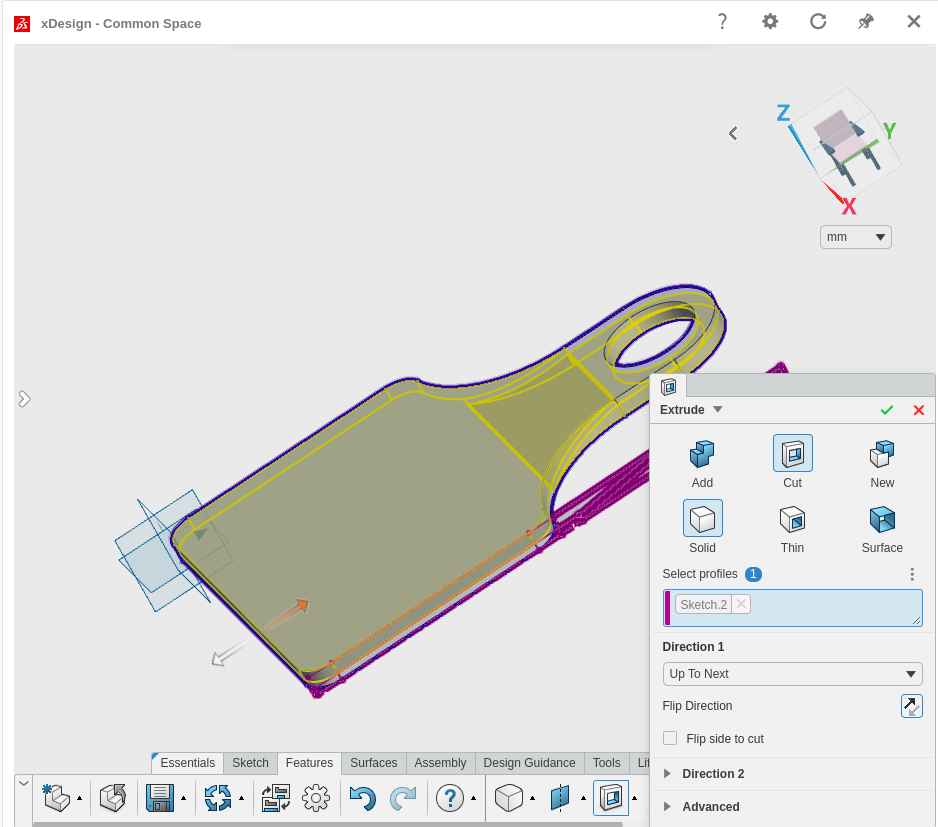 xDesign - Common Space
?
Z
Y
X
mm
Extrude
Add
Cut
New
Solid
Thin
Surface
Select profiles 1
Sketch.2
Direction 1
Up To Next
Flip Direction
Flip side to cut
Direction 2
Advanced
Essentials Sketch Features Surfaces Assembly Design Guidance Tools
?